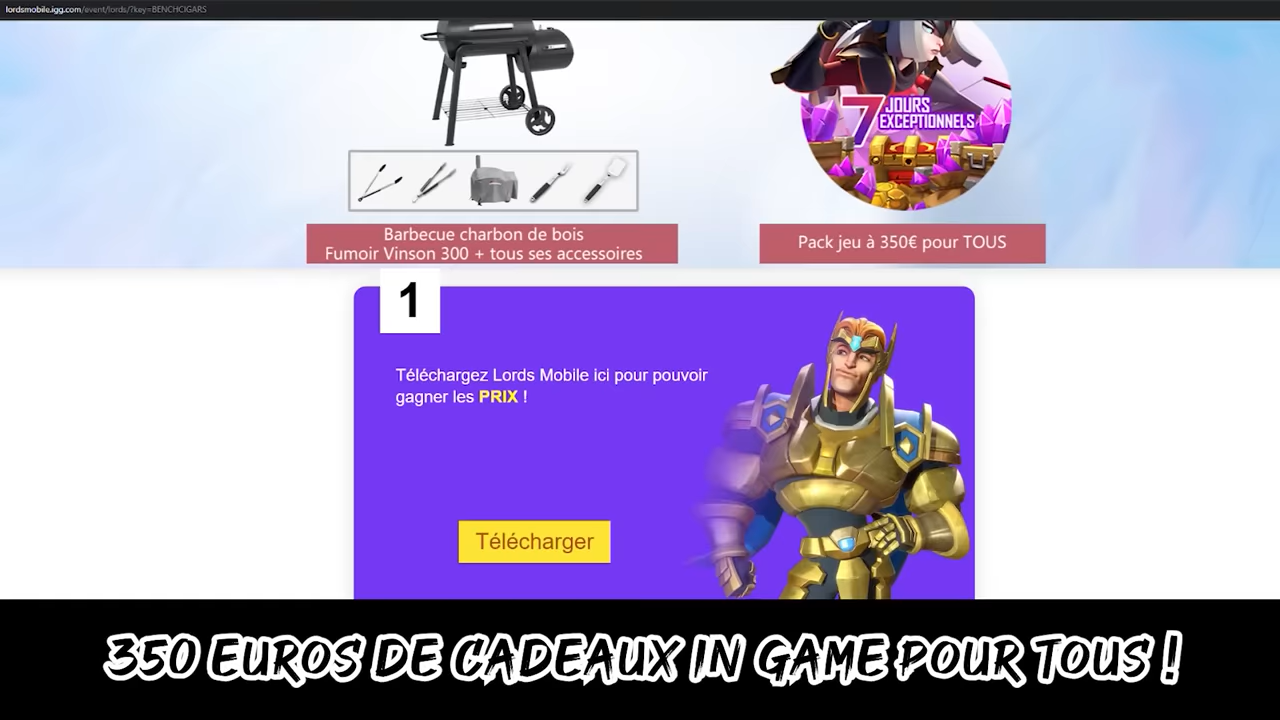 lordsmobile.igg.com/event/lords/?key=BENCHCIGARS
7 JOURS
EXCEPTIONNELS
Barbecue charbon de bois
Fumoir Vinson 300 + tous ses accessoires
Pack jeu à 350€ pour TOUS
1
Téléchargez Lords Mobile ici pour pouvoir
gagner les PRIX !
Télécharger
350 EUROS DE CADEAUX IN GAME POUR TOUS !